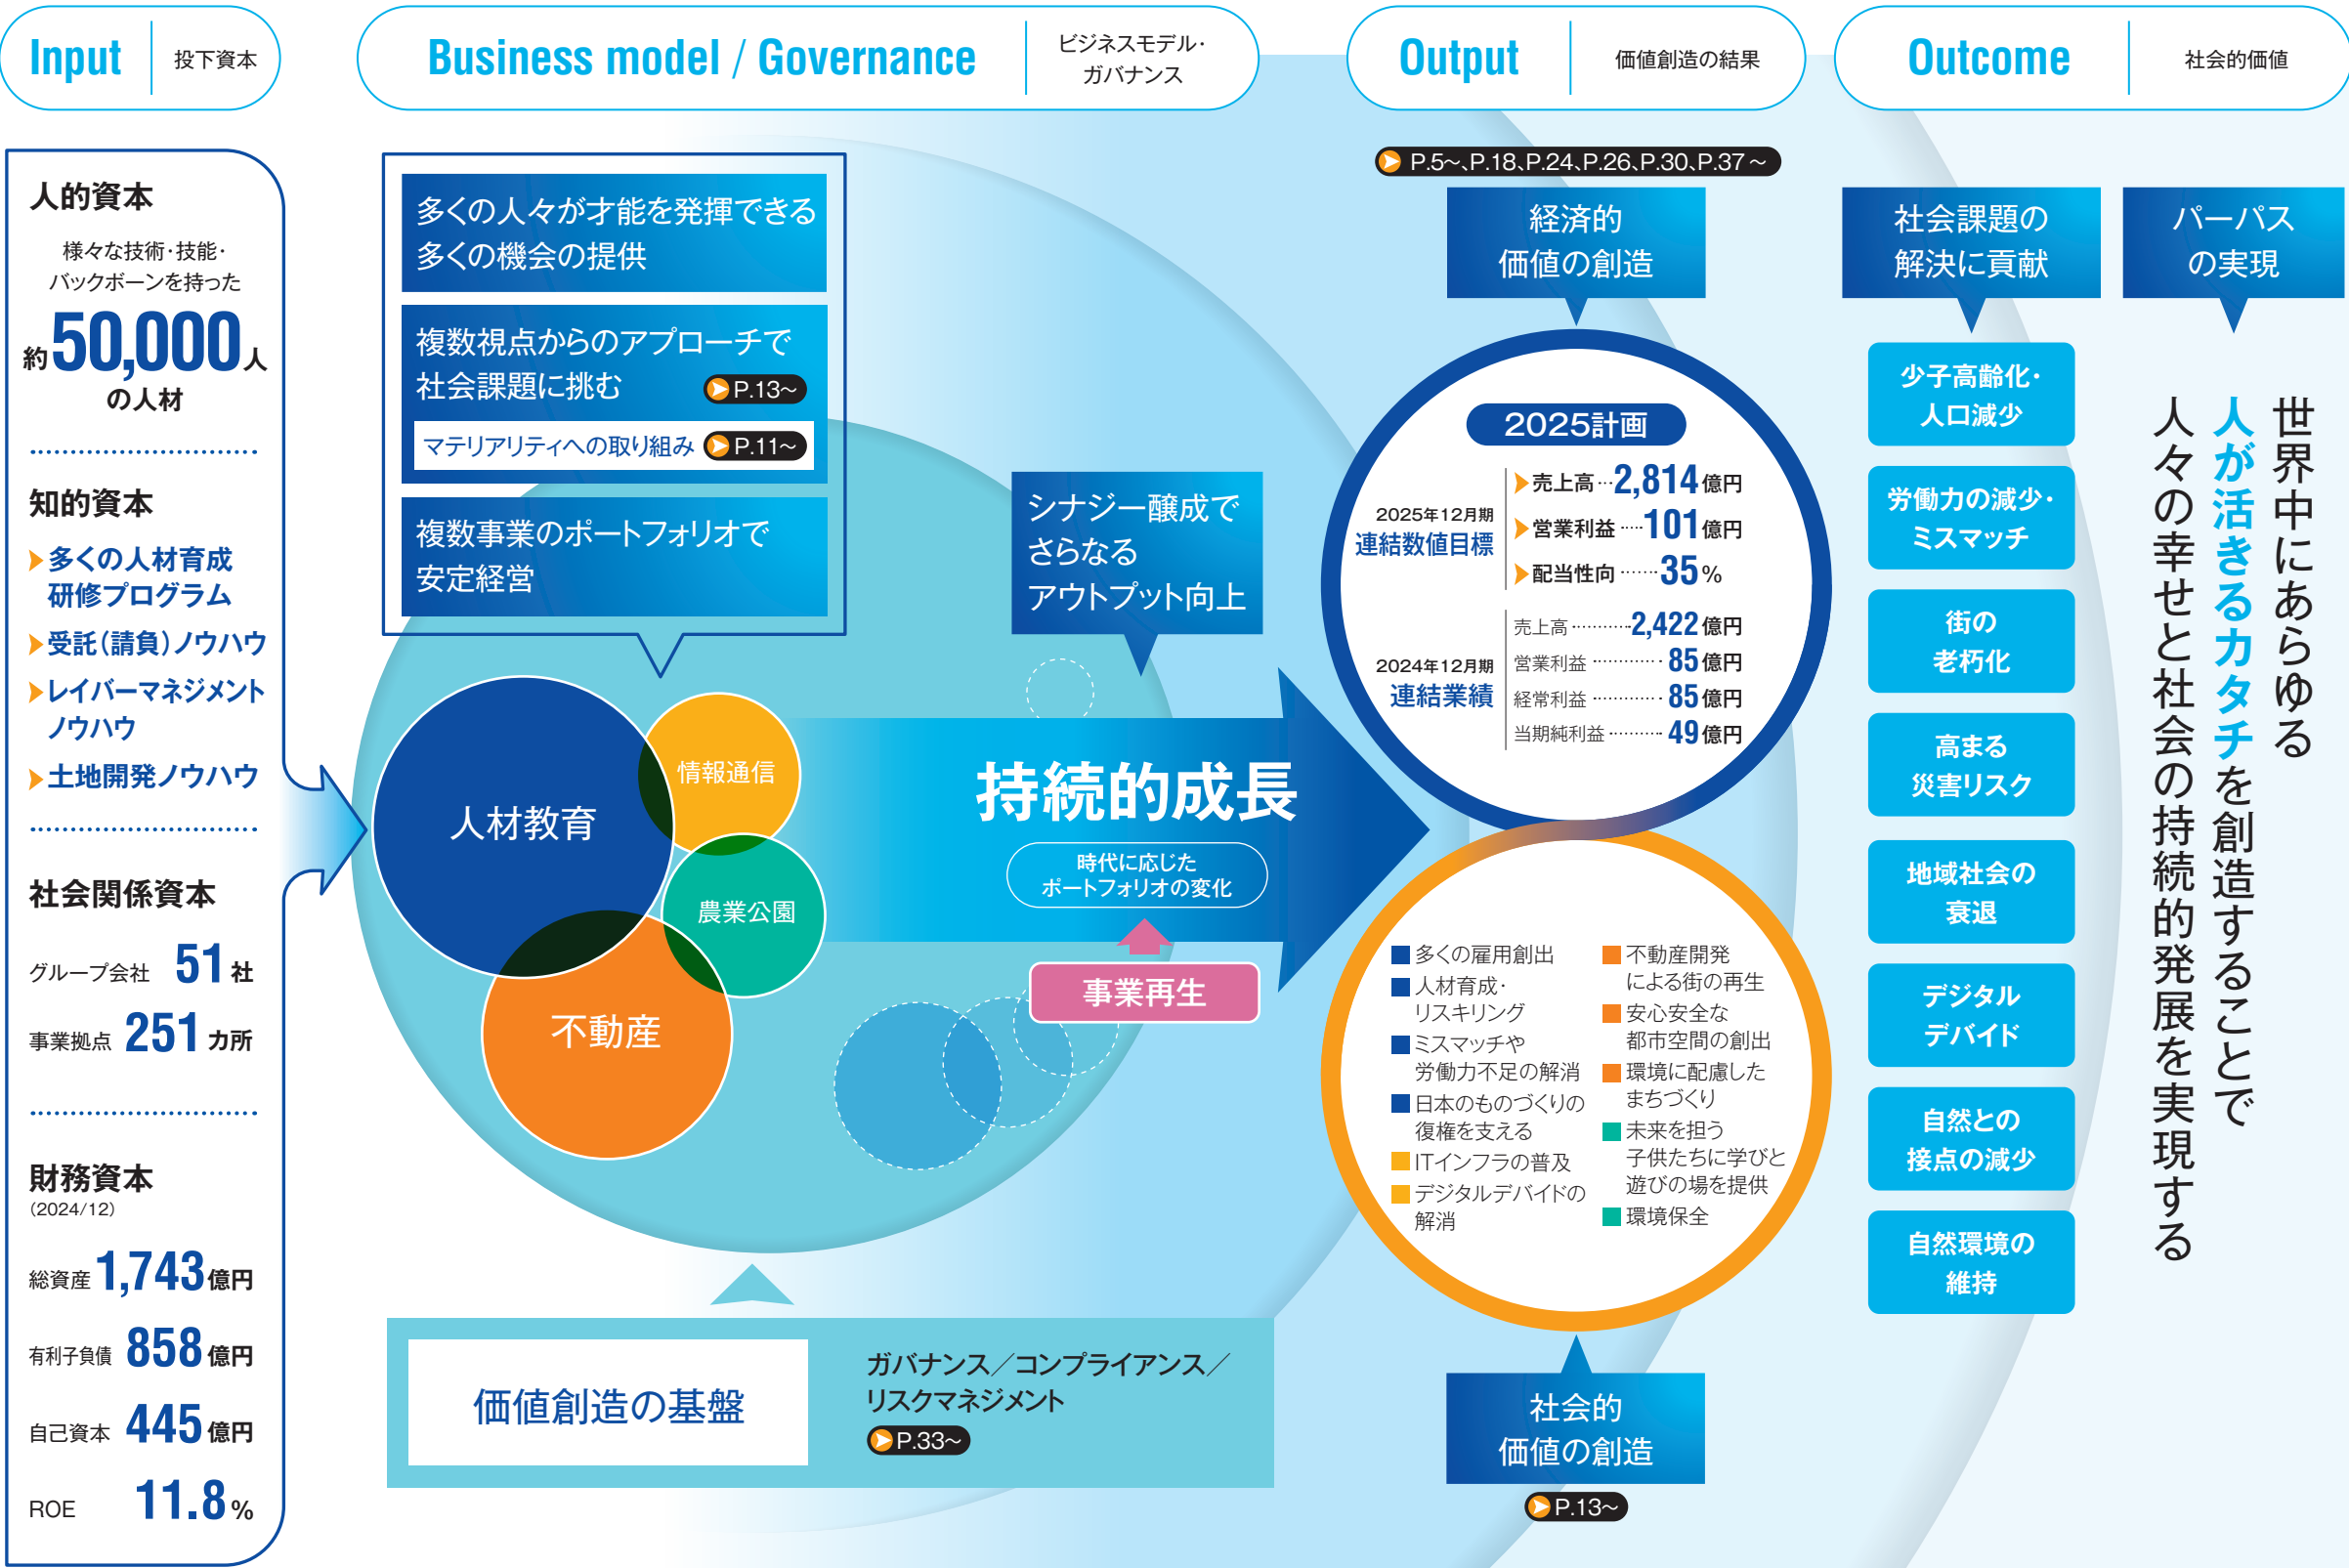 Input
投下資本
Business model / Governance
ビジネスモデル・
ガバナンス
Output
価値創造の結果
Outcome
社会的価値
人的資本
様々な技術・技能・
バックボーンを持った
約50,000人
の人材
知的資本
多くの人材育成
研修プログラム
受託(請負)ノウハウ
レイバーマネジメント
ノウハウ
土地開発ノウハウ
社会関係資本
グループ会社 51社
事業拠点 251カ所
財務資本
(2024/12)
総資産 1,743億円
有利子負債 858億円
自己資本 445億円
ROE 11.8%
多くの人々が才能を発揮できる
多くの機会の提供
複数視点からのアプローチで
社会課題に挑む P.13~
マテリアリティへの取り組み P.11~
複数事業のポートフォリオで
安定経営
シナジー醸成で
さらなる
アウトプット向上
人材教育
情報通信
農業公園
不動産
持続的成長
時代に応じた
ポートフォリオの変化
事業再生
価値創造の基盤
ガバナンス/コンプライアンス/
リスクマネジメント
P.33~
P.5~、P.18、P.24、P.26、P.30、P.37~
経済的
価値の創造
2025計画
2025年12月期
連結数値目標
売上高…2,814億円
営業利益…101億円
配当性向……35%
2024年12月期
連結業績
売上高………2,422億円
営業利益…………85億円
経常利益…………85億円
当期純利益………49億円
多くの雇用創出
人材育成・
リスキリング
ミスマッチや
労働力不足の解消
日本のものづくりの
復権を支える
ITインフラの普及
デジタルデバイドの
解消
不動産開発
による街の再生
安心安全な
都市空間の創出
環境に配慮した
まちづくり
未来を担う
子供たちに学びと
遊びの場を提供
環境保全
社会的
価値の創造
P.13~
社会課題の
解決に貢献
少子高齢化・
人口減少
労働力の減少・
ミスマッチ
街の
老朽化
高まる
災害リスク
地域社会の
衰退
デジタル
デバイド
自然との
接点の減少
自然環境の
維持
パーパス
の実現
世界中にあらゆる
人が活きるカタチを創造することで
人々の幸せと社会の持続的発展を実現する